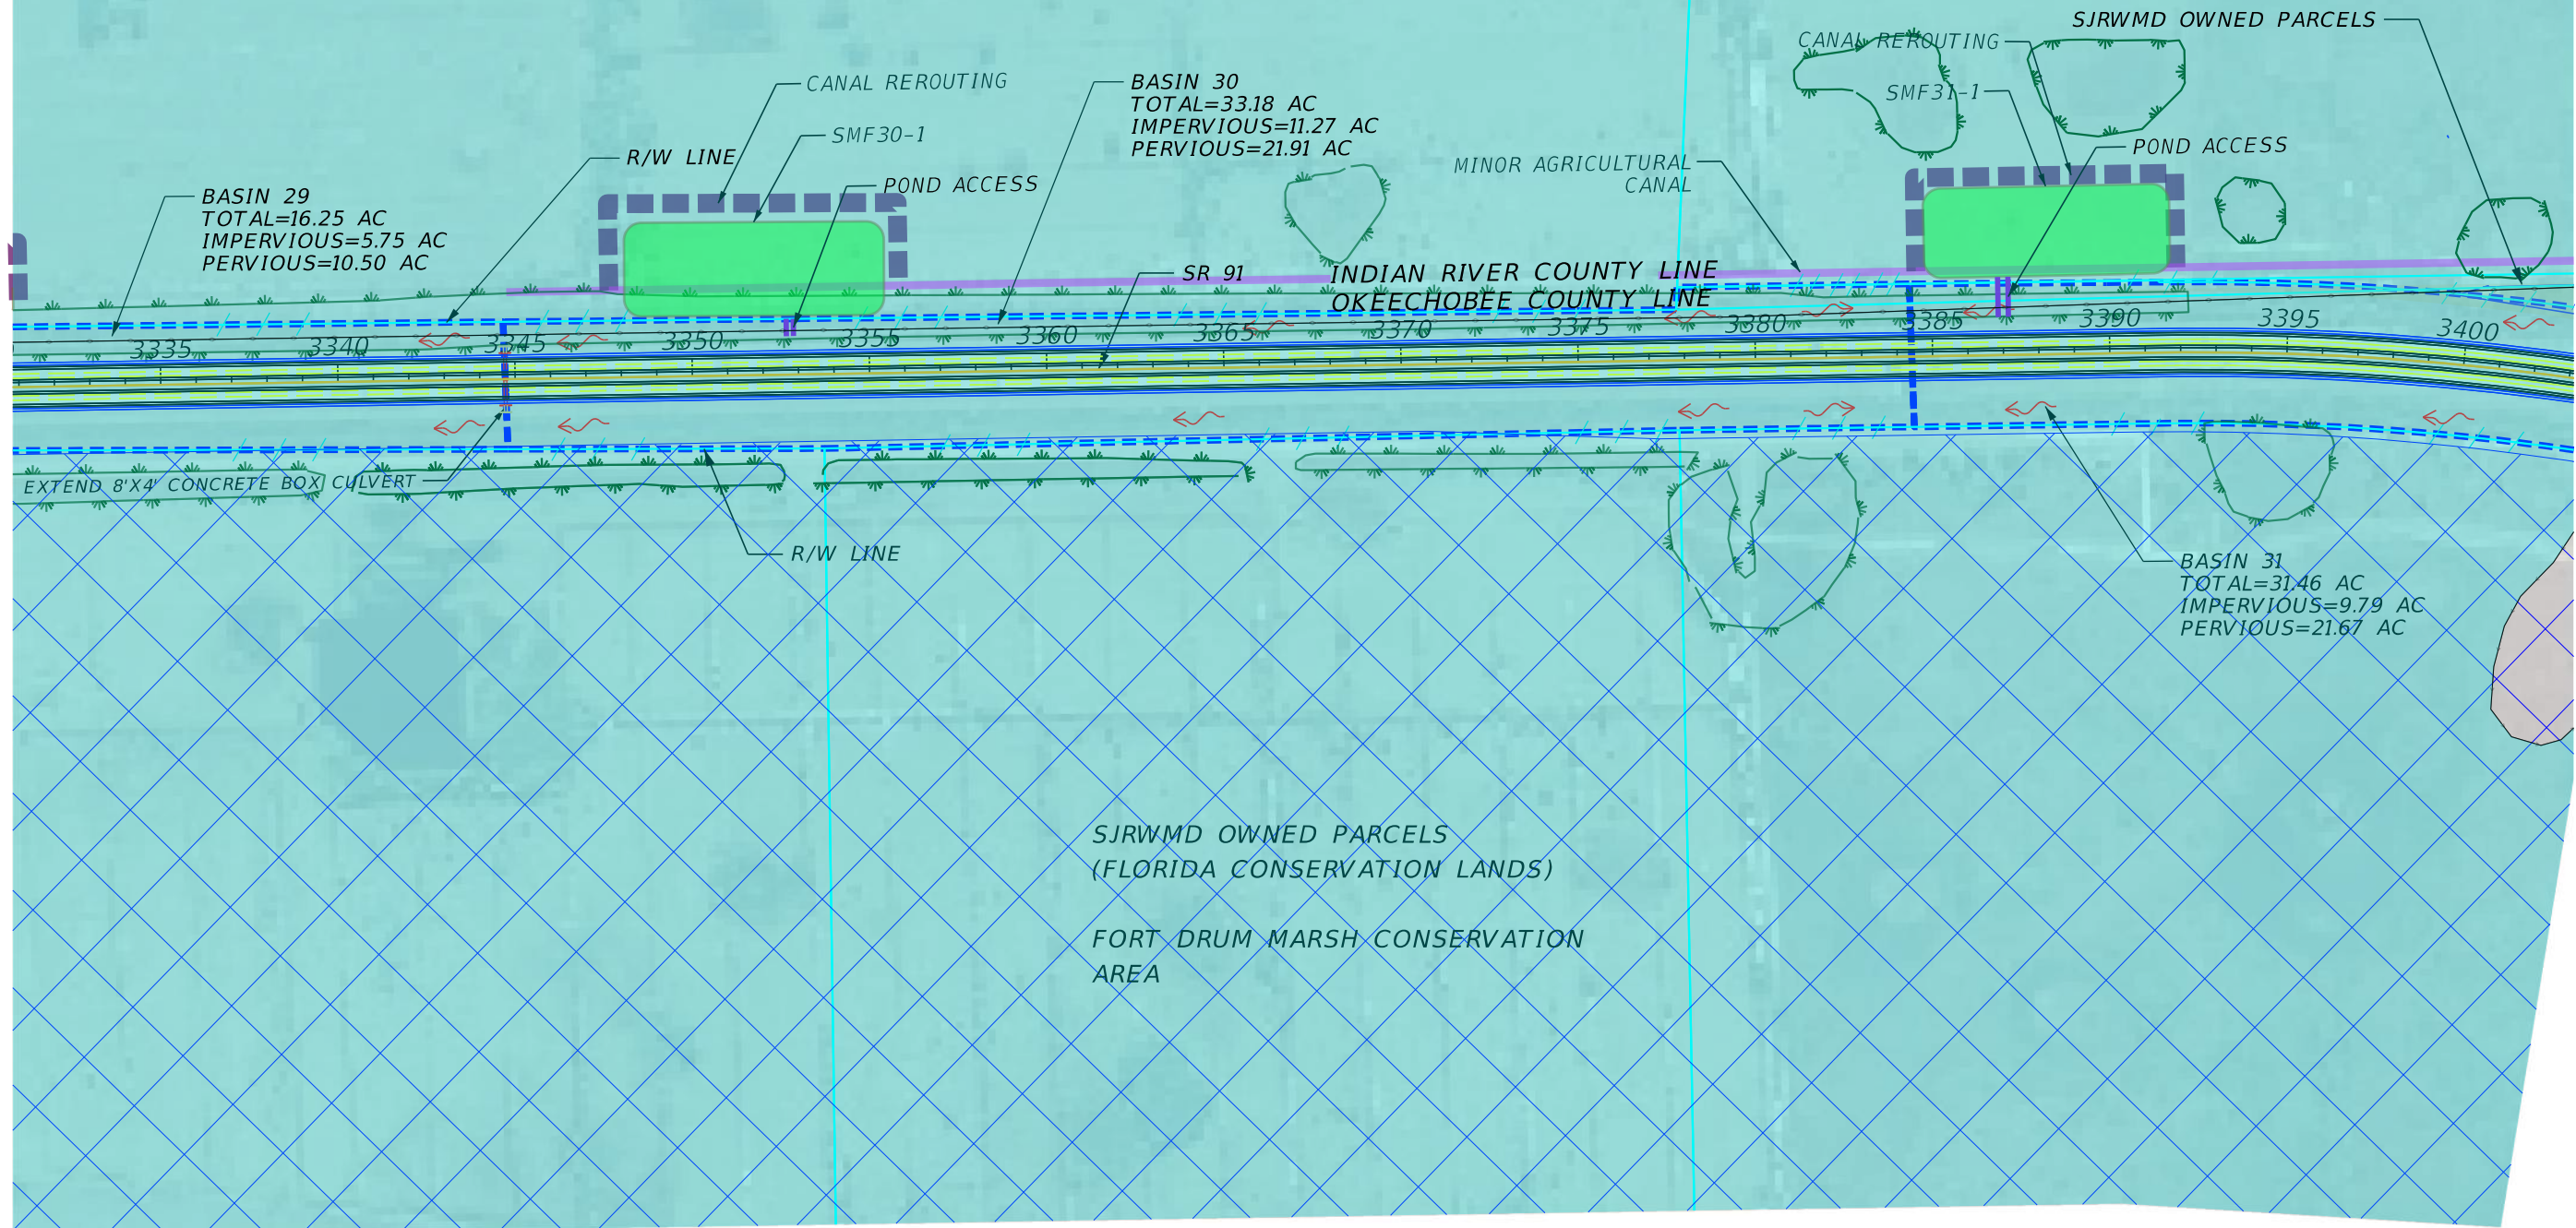 SJRWMD OWNED PARCELS
CANAL REROUTING
SMF31-1
POND ACCESS
CANAL REROUTING
SMF30-1
POND ACCESS
BASIN 30
TOTAL=33.18 AC
IMPERVIOUS=11.27 AC
PERVIOUS=21.91 AC
R/W LINE
MINOR AGRICULTURAL
CANAL
BASIN 29
TOTAL=16.25 AC
IMPERVIOUS=5.75 AC
PERVIOUS=10.50 AC
SR 91
INDIAN RIVER COUNTY LINE
OKEECHOBEE COUNTY LINE
3335
3340
3345
3350
3355
3360
3365
3370
3375
3380
3385
3390
3395
3400
EXTEND 8'X4' CONCRETE BOX CULVERT
R/W LINE
BASIN 31
TOTAL=31.46 AC
IMPERVIOUS=9.79 AC
PERVIOUS=21.67 AC
SJRWMD OWNED PARCELS
(FLORIDA CONSERVATION LANDS)
FORT DRUM MARSH CONSERVATION
AREA